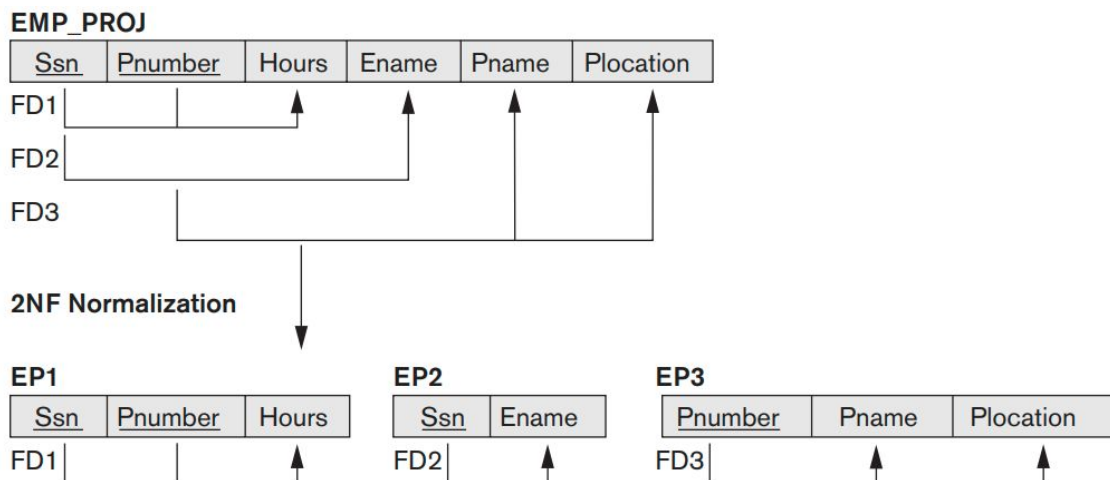 EMP_PROJ
Ssn Pnumber Hours Ename Pname Plocation
FD1
FD2
FD3
2NF Normalization
EP1 EP2 EP3
Ssn Pnumber Hours Ssn Ename Pnumber Pname Plocation
FD1 FD2 FD3